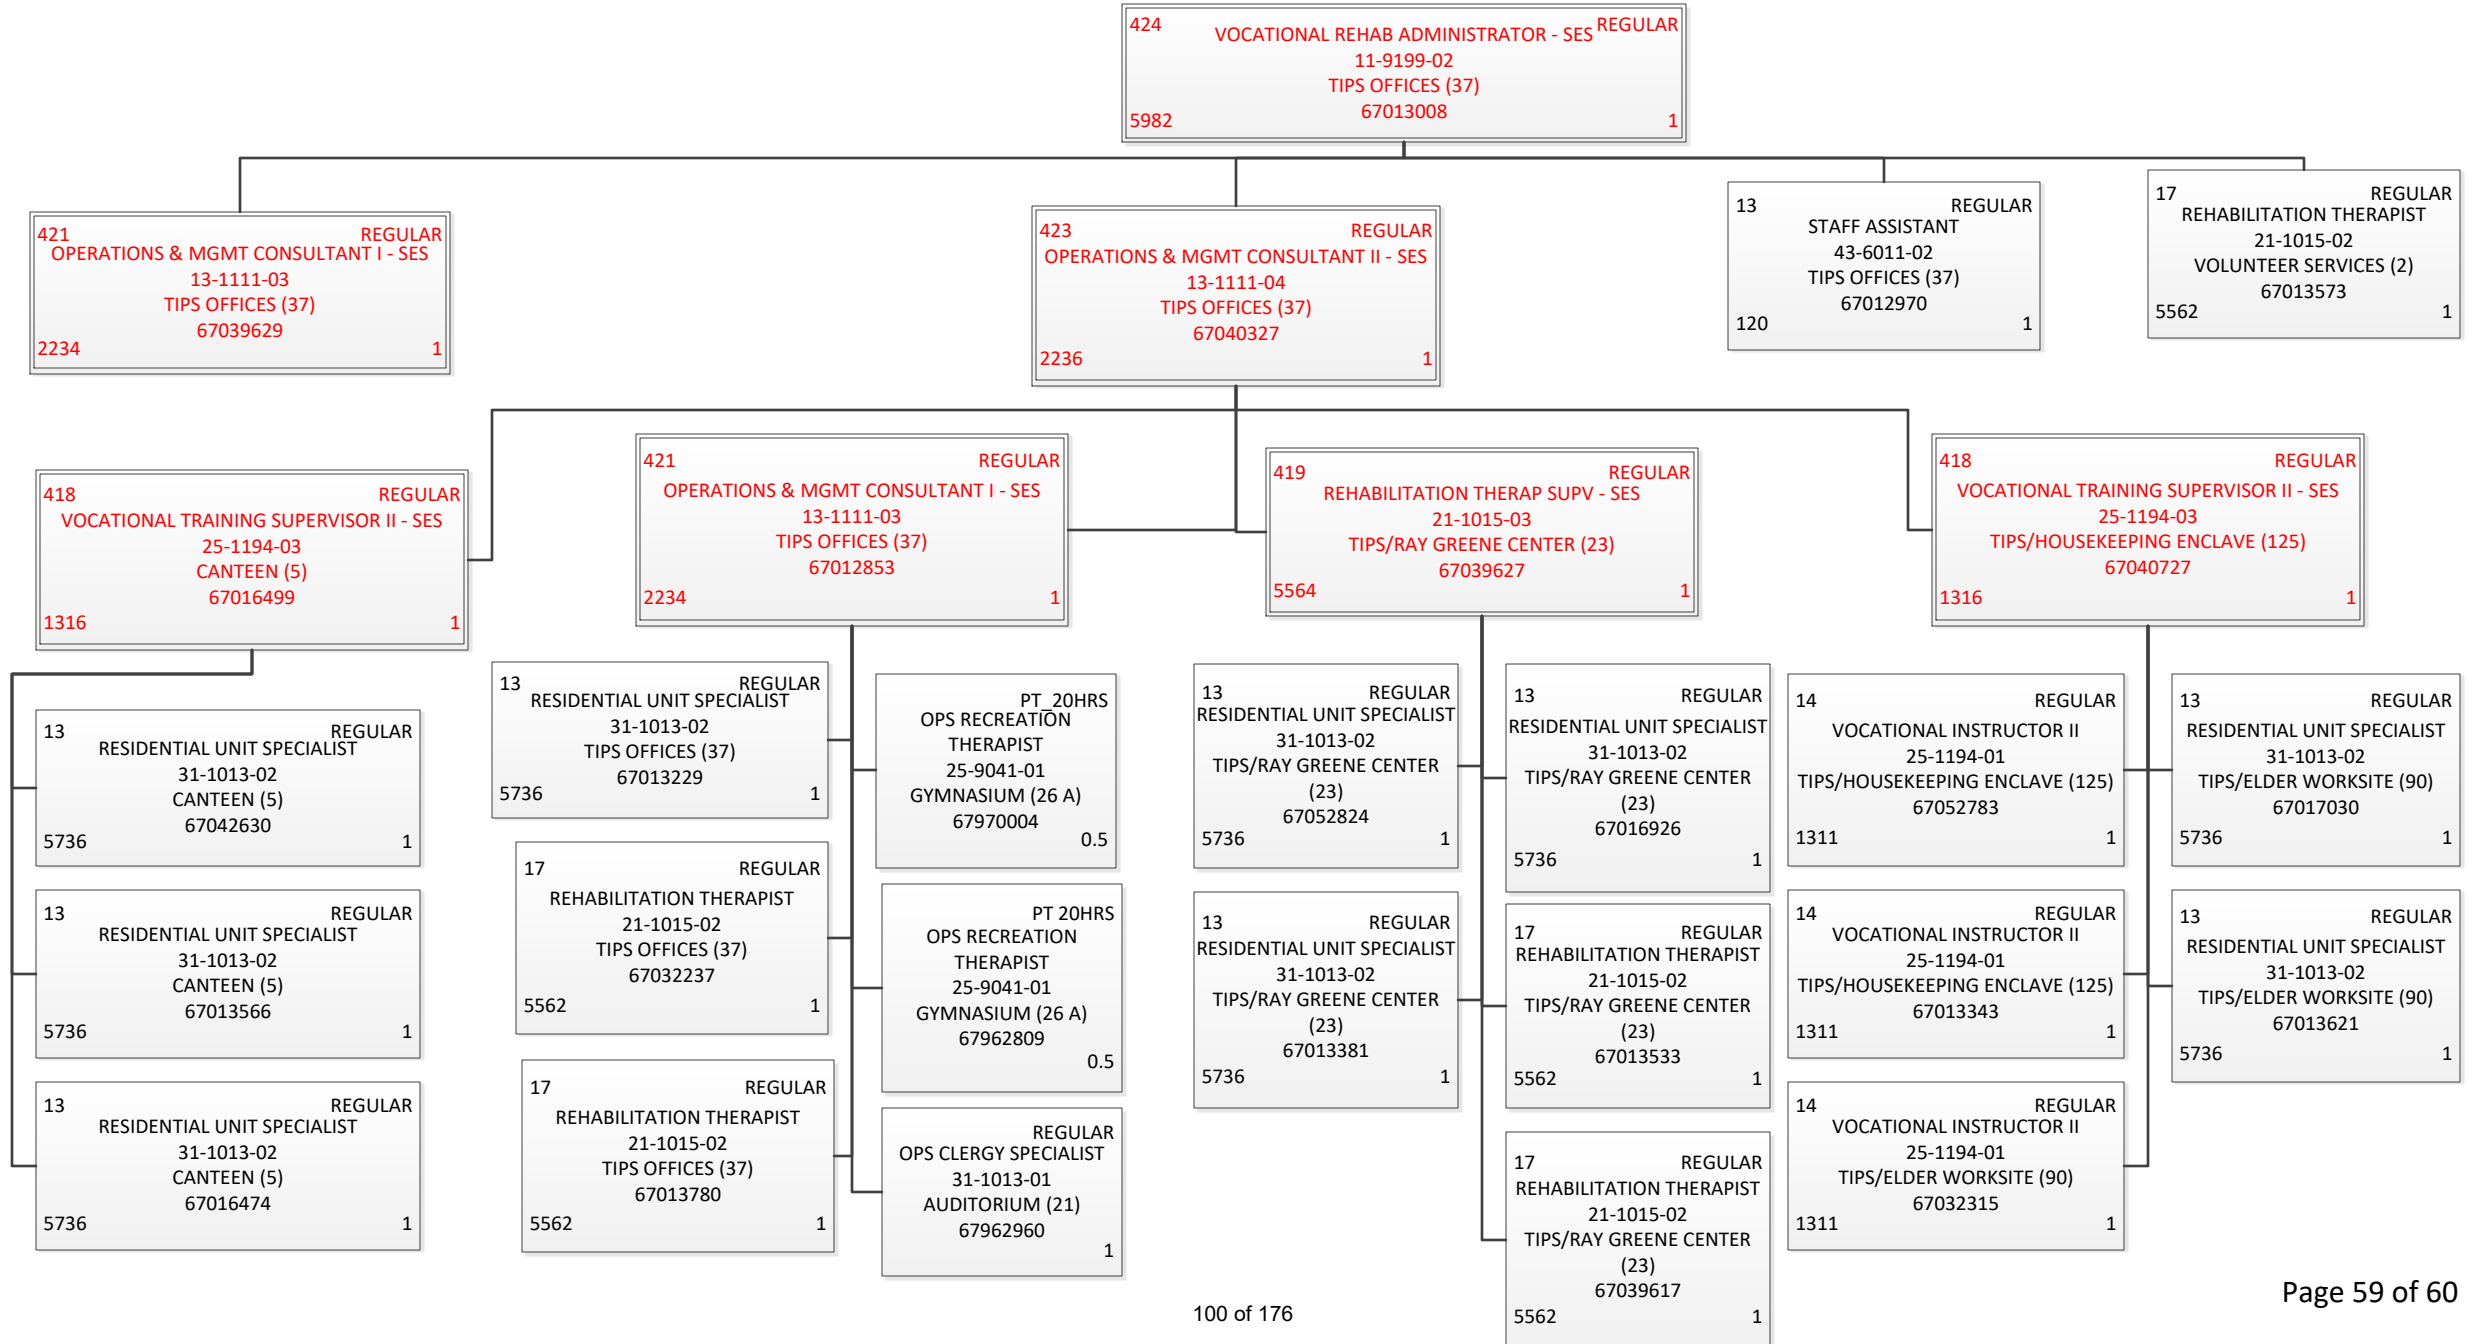 424 REGULAR
VOCATIONAL REHAB ADMINISTRATOR - SES
11-9199-02
TIPS OFFICES (37)
67013008
5982 1
421 REGULAR
OPERATIONS & MGMT CONSULTANT I - SES
13-1111-03
TIPS OFFICES (37)
67039629
2234 1
423 REGULAR
OPERATIONS & MGMT CONSULTANT II - SES
13-1111-04
TIPS OFFICES (37)
67040327
2236 1
13 REGULAR
STAFF ASSISTANT
43-6011-02
TIPS OFFICES (37)
67012970
120 1
17 REGULAR
REHABILITATION THERAPIST
21-1015-02
VOLUNTEER SERVICES (2)
67013573
5562 1
418 REGULAR
VOCATIONAL TRAINING SUPERVISOR II - SES
25-1194-03
CANTEEN (5)
67016499
1316 1
421 REGULAR
OPERATIONS & MGMT CONSULTANT I - SES
13-1111-03
TIPS OFFICES (37)
67012853
2234 1
419 REGULAR
REHABILITATION THERAP SUPV - SES
21-1015-03
TIPS/RAY GREENE CENTER (23)
67039627
5564 1
418 REGULAR
VOCATIONAL TRAINING SUPERVISOR II - SES
25-1194-03
TIPS/HOUSEKEEPING ENCLAVE (125)
67040727
1316 1
13 REGULAR
RESIDENTIAL UNIT SPECIALIST
31-1013-02
CANTEEN (5)
67042630
5736 1
13 REGULAR
RESIDENTIAL UNIT SPECIALIST
31-1013-02
CANTEEN (5)
67013566
5736 1
13 REGULAR
RESIDENTIAL UNIT SPECIALIST
31-1013-02
CANTEEN (5)
67016474
5736 1
13 REGULAR
RESIDENTIAL UNIT SPECIALIST
31-1013-02
TIPS OFFICES (37)
67013229
5736 1
17 REGULAR
REHABILITATION THERAPIST
21-1015-02
TIPS OFFICES (37)
67032237
5562 1
17 REGULAR
REHABILITATION THERAPIST
21-1015-02
TIPS OFFICES (37)
67013780
5562 1
PT_20HRS
OPS RECREATION
THERAPIST
25-9041-01
GYMNASIUM (26 A)
67970004
0.5
PT 20HRS
OPS RECREATION
THERAPIST
25-9041-01
GYMNASIUM (26 A)
67962809
0.5
REGULAR
OPS CLERGY SPECIALIST
31-1013-01
AUDITORIUM (21)
67962960
1
13 REGULAR
RESIDENTIAL UNIT SPECIALIST
31-1013-02
TIPS/RAY GREENE CENTER
(23)
67052824
5736 1
13 REGULAR
RESIDENTIAL UNIT SPECIALIST
31-1013-02
TIPS/RAY GREENE CENTER
(23)
67013381
5736 1
13 REGULAR
RESIDENTIAL UNIT SPECIALIST
31-1013-02
TIPS/RAY GREENE CENTER
(23)
67016926
5736 1
17 REGULAR
REHABILITATION THERAPIST
21-1015-02
TIPS/RAY GREENE CENTER
(23)
67013533
5562 1
17 REGULAR
REHABILITATION THERAPIST
21-1015-02
TIPS/RAY GREENE CENTER
(23)
67039617
5562 1
14 REGULAR
VOCATIONAL INSTRUCTOR II
25-1194-01
TIPS/HOUSEKEEPING ENCLAVE (125)
67052783
1311 1
14 REGULAR
VOCATIONAL INSTRUCTOR II
25-1194-01
TIPS/HOUSEKEEPING ENCLAVE (125)
67013343
1311 1
14 REGULAR
VOCATIONAL INSTRUCTOR II
25-1194-01
TIPS/ELDER WORKSITE (90)
67032315
1311 1
13 REGULAR
RESIDENTIAL UNIT SPECIALIST
31-1013-02
TIPS/ELDER WORKSITE (90)
67017030
5736 1
13 REGULAR
RESIDENTIAL UNIT SPECIALIST
31-1013-02
TIPS/ELDER WORKSITE (90)
67013621
5736 1
100 of 176
Page 59 of 60